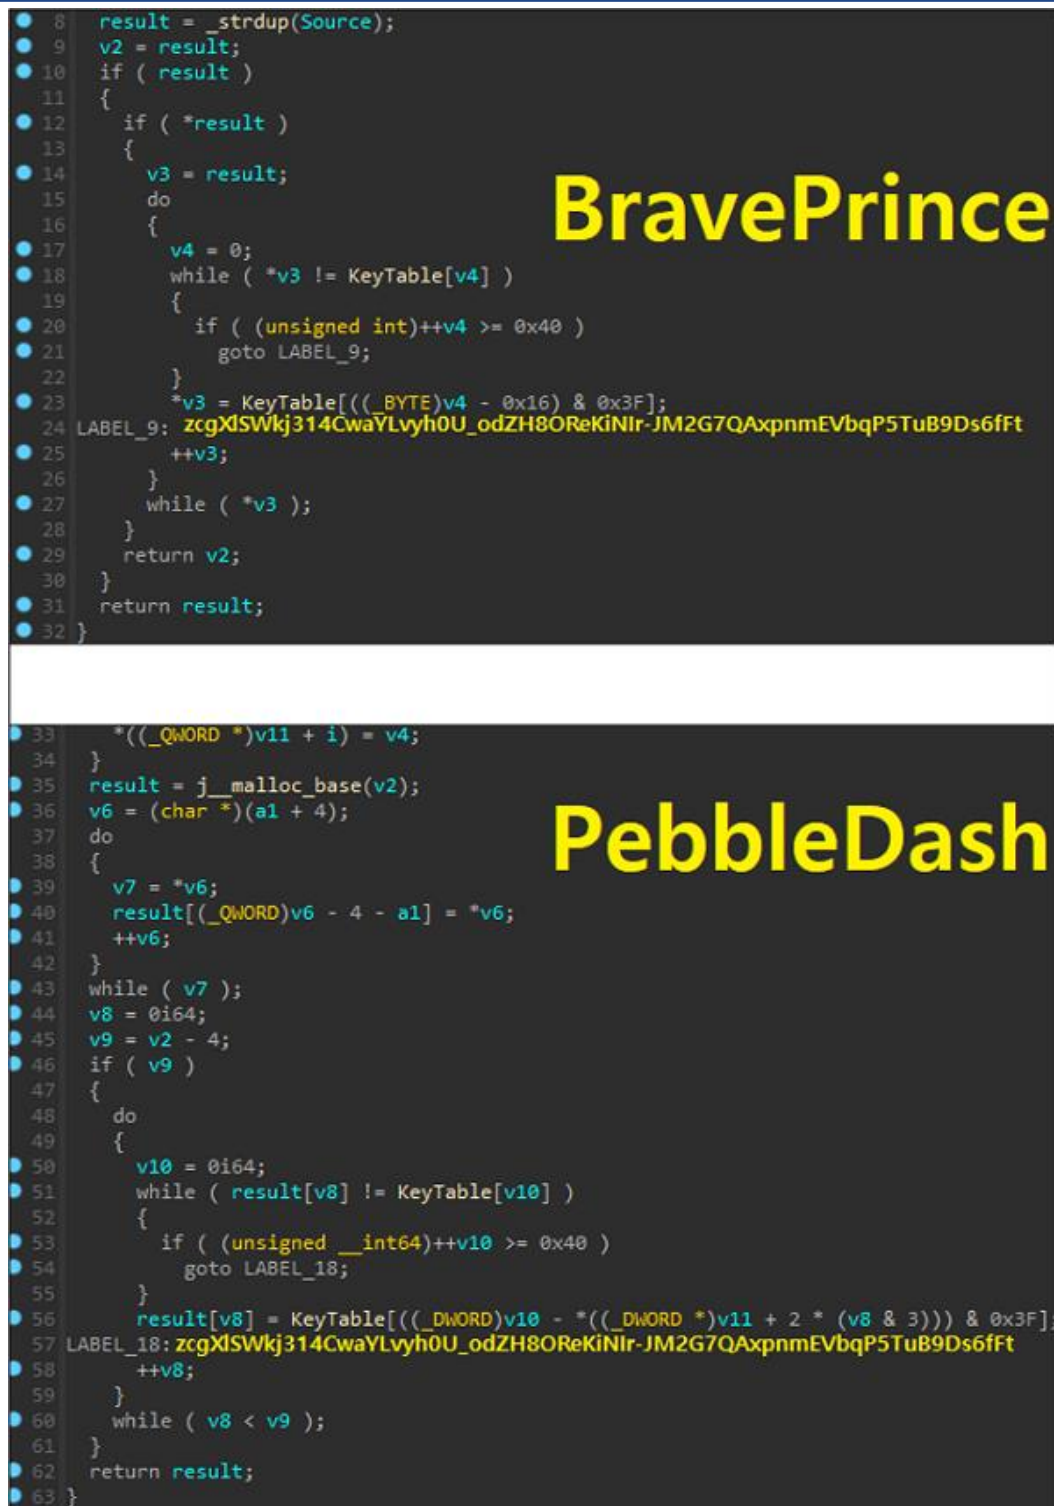 8 result = _strdup(Source);
9 v2 = result;
10 if ( result )
11 {
12 if ( *result )
13 {
14 v3 = result;
15 do
16 {
BravePrince
17 v4 = 0;
18 while ( *v3 != KeyTable[v4] )
19 {
20 if ( (unsigned int)++v4 >= 0x40 )
21 goto LABEL_9;
22 }
23 *v3 = KeyTable[((_BYTE)v4 - 0x16) & 0x3F];
24 LABEL_9: zcgXlSWkj314CwaYLvyh0U_odZH8OReKiNIr-JM2G7QAxpnmEVbqP5TuB9Ds6fFt
25 ++v3;
26 }
27 while ( *v3 );
28 }
29 return v2;
30 }
31 return result;
32 }
33 *((_QWORD *)v11 + i) = v4;
34 }
35 result = j__malloc_base(v2);
36 v6 = (char *)(a1 + 4);
37 do
38 {
PebbleDash
39 v7 = *v6;
40 result[(_QWORD)v6 - 4 - a1] = *v6;
41 ++v6;
42 }
43 while ( v7 );
44 v8 = 0i64;
45 v9 = v2 - 4;
46 if ( v9 )
47 {
48 do
49 {
50 v10 = 0i64;
51 while ( result[v8] != KeyTable[v10] )
52 {
53 if ( (unsigned __int64)++v10 >= 0x40 )
54 goto LABEL_18;
55 }
56 result[v8] = KeyTable[((_DWORD)v10 - *((_DWORD *)v11 + 2 * (v8 & 3))) & 0x3F];
57 LABEL_18: zcgXlSWkj314CwaYLvyh0U_odZH8OReKiNIr-JM2G7QAxpnmEVbqP5TuB9Ds6fFt
58 ++v8;
59 }
60 while ( v8 < v9 );
61 }
62 return result;
63 }